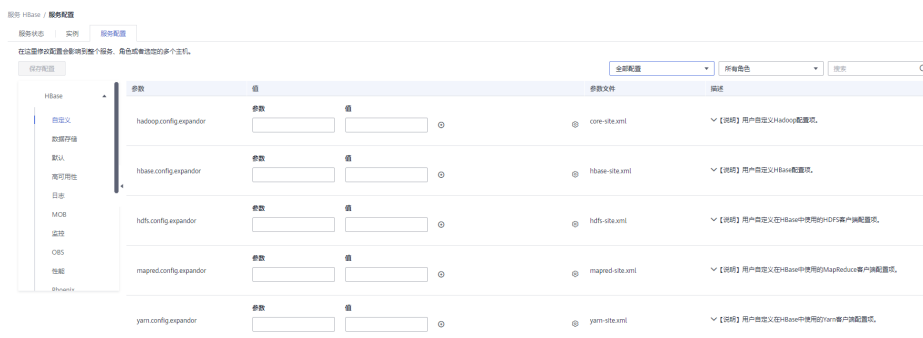 服务 HBase / 服务配置
服务状态 实例 服务配置
在这里修改配置会影响到整个服务、角色或者选定的多个主机。
保存配置 全部配置 所有角色 搜索
HBase
自定义
数据存储
默认
高可用性
日志
MOB
监控
OBS
性能
Phoenix
参数 值 参数文件 描述
参数 值
hadoop.config.expandor core-site.xml 【说明】用户自定义Hadoop配置项。
参数 值
hbase.config.expandor hbase-site.xml 【说明】用户自定义HBase配置项。
参数 值
hdfs.config.expandor hdfs-site.xml 【说明】用户自定义在HBase中使用的HDFS客户端配置项。
参数 值
mapred.config.expandor mapred-site.xml 【说明】用户自定义在HBase中使用的MapReduce客户端配置项。
参数 值
yarn.config.expandor yarn-site.xml 【说明】用户自定义在HBase中使用的Yarn客户端配置项。